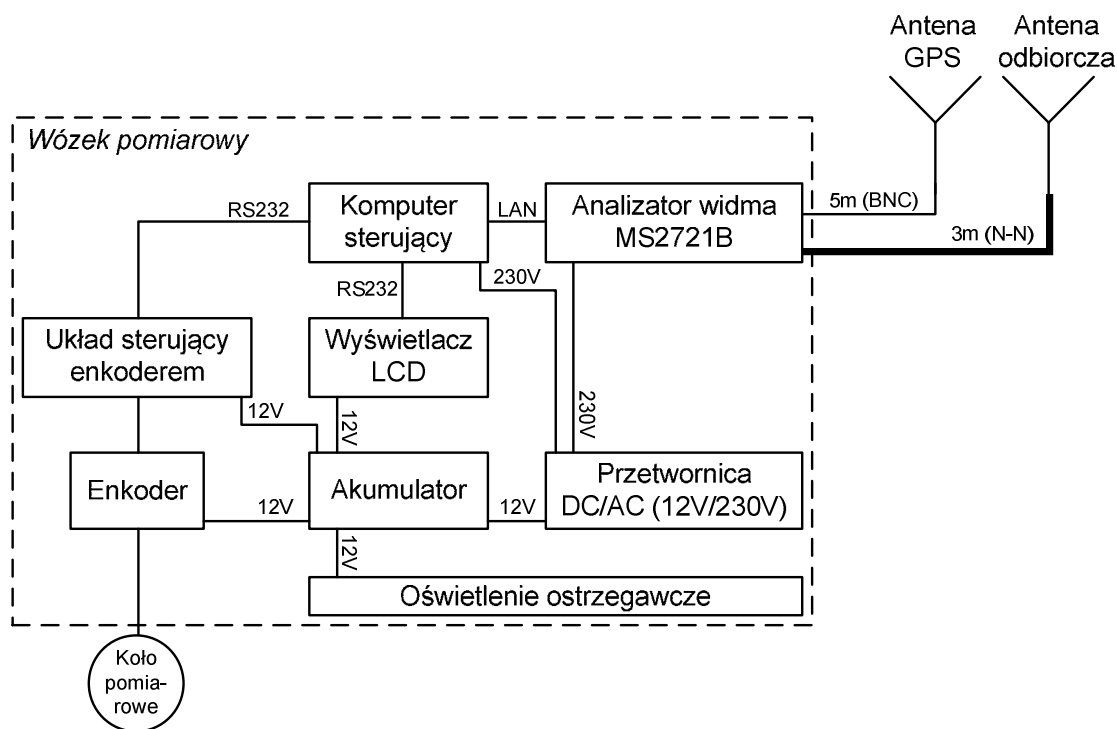 Antena
GPS
Antena
odbiorcza
Wózek pomiarowy
RS232
Komputer
sterujący
LAN
Analizator widma
MS2721B
5m (BNC)
3m (N-N)
RS232
230V
Układ sterujący
enkoderem
Wyświetlacz
LCD
12V
12V
230V
Enkoder
12V
Akumulator
12V
Przetwornica
DC/AC (12V/230V)
12V
Oświetlenie ostrzegawcze
Koło
pomia-
rowe